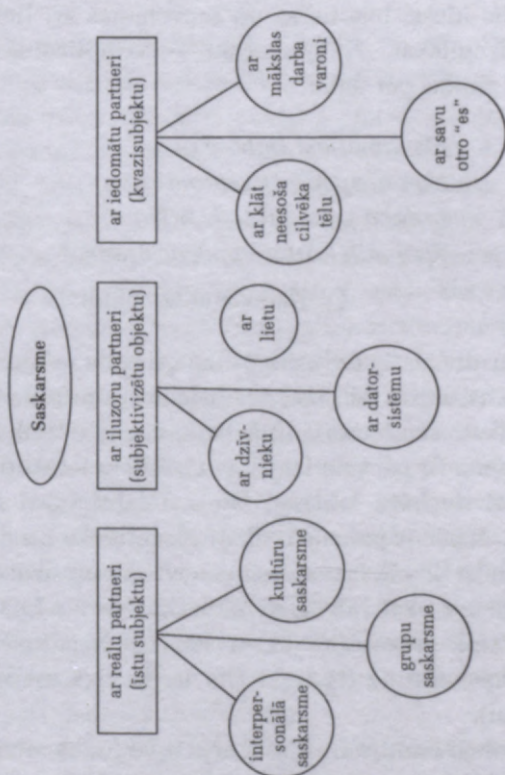 Saskarsme
ar reālu partneri
(īstu subjektu)
ar iluzoru partneri
(subjektivizētu objektu)
ar iedomātu partneri
(kvazisubjektu)
interper-
sonālā
saskarsme
grupu
saskarsme
kultūru
saskarsme
ar dzīv-
nieku
ar dator-
sistēmu
ar
lietu
ar klāt
neesoša
cilvēka
tēlu
ar savu
otro "es"
ar
mākslas
darba
varoni